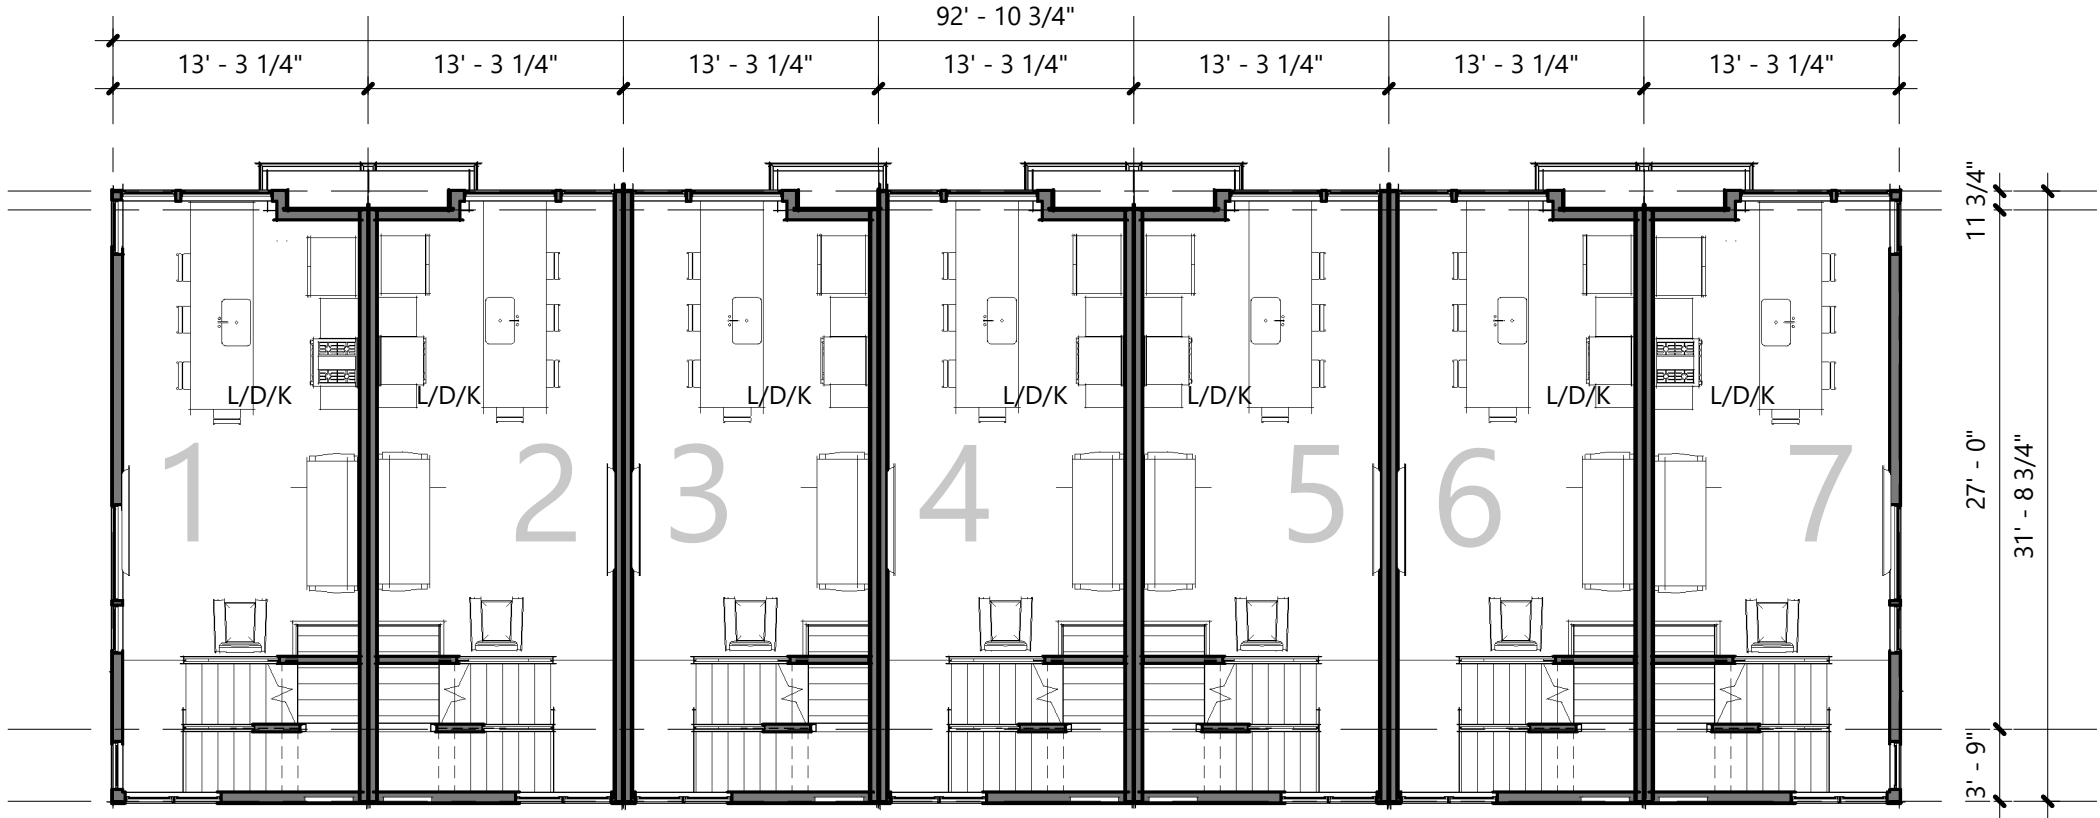 92' - 10 3/4"
13' - 3 1/4"
13' - 3 1/4"
13' - 3 1/4"
13' - 3 1/4"
13' - 3 1/4"
13' - 3 1/4"
13' - 3 1/4"
11 3/4"
L/D/K
L/D/K
L/D/K
L/D/K
L/D/K
L/D/K
L/D/K
1
2
3
4
5
6
7
27' - 0"
31' - 8 3/4"
3' - 9"